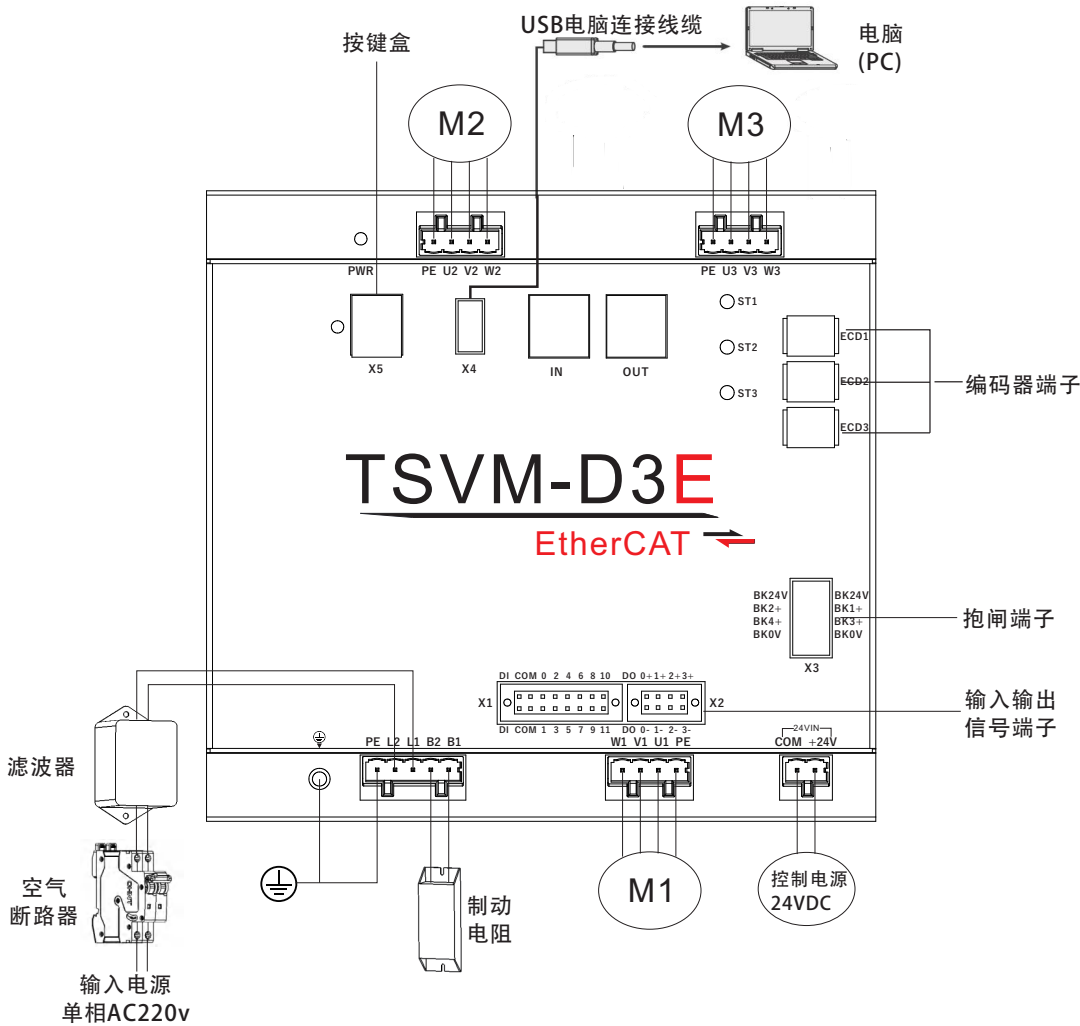 USB电脑连接线缆
按键盒
电脑
(PC)
M2
M3
PWR
PE U2 V2 W2
PE U3 V3 W3
ST1
ST2
ST3
ECD1
ECD2
ECD3
编码器端子
X5
X4
IN
OUT
TSVM-D3E
EtherCAT
BK24V
BK2+
BK4+
BK0V
BK24V
BK1+
BK3+
BK0V
X3
抱闸端子
DI COM 0 2 4 6 8 10
DO 0+ 1+ 2+ 3+
X1
X2
DI COM 1 3 5 7 9 11
DO 0- 1- 2- 3-
输入输出
信号端子
PE L2 L1 B2 B1
W1 V1 U1 PE
24VIN
COM +24V
滤波器
空气
断路器
制动
电阻
M1
控制电源
24VDC
输入电源
单相AC220v